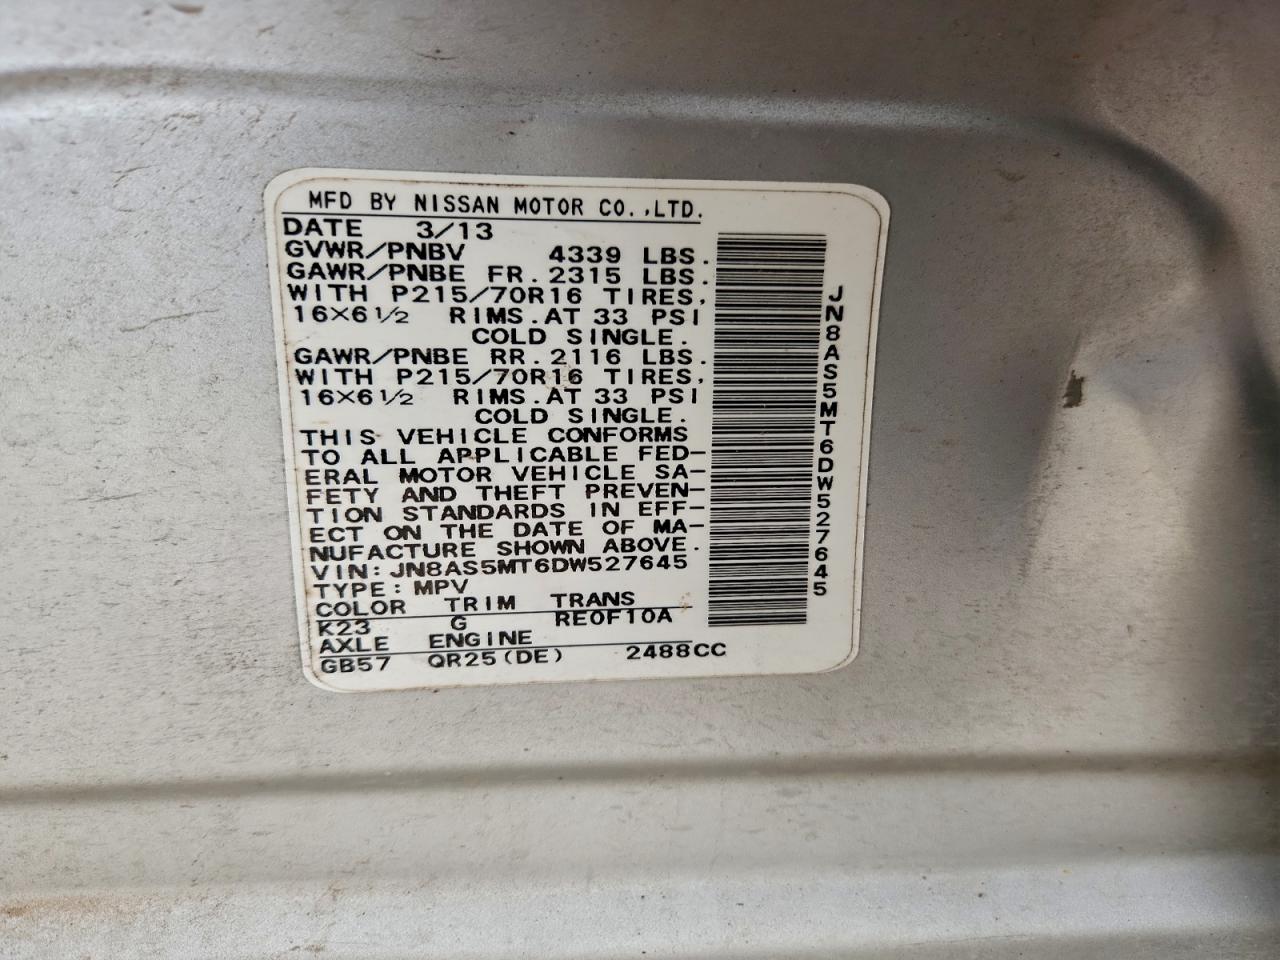 MFD BY NISSAN MOTOR CO.,LTD.
DATE 3/13
GVWR/PNBV 4339 LBS.
GAWR/PNBE FR. 2315 LBS.
WITH P215/70R16 TIRES,
16×6½ RIMS. AT 33 PSI
COLD SINGLE.
GAWR/PNBE RR. 2116 LBS.
WITH P215/70R16 TIRES,
16×6½ RIMS. AT 33 PSI
COLD SINGLE.
THIS VEHICLE CONFORMS
TO ALL APPLICABLE FED-
ERAL MOTOR VEHICLE SA-
FETY AND THEFT PREVEN-
TION STANDARDS IN EFF-
ECT ON THE DATE OF MA-
NUFACTURE SHOWN ABOVE.
VIN: JN8AS5MT6DW527645
TYPE: MPV
COLOR TRIM TRANS
K23 G RE0F10A
AXLE ENGINE
GB57 QR25(DE) 2488CC
JN8AS5MT6DW527645